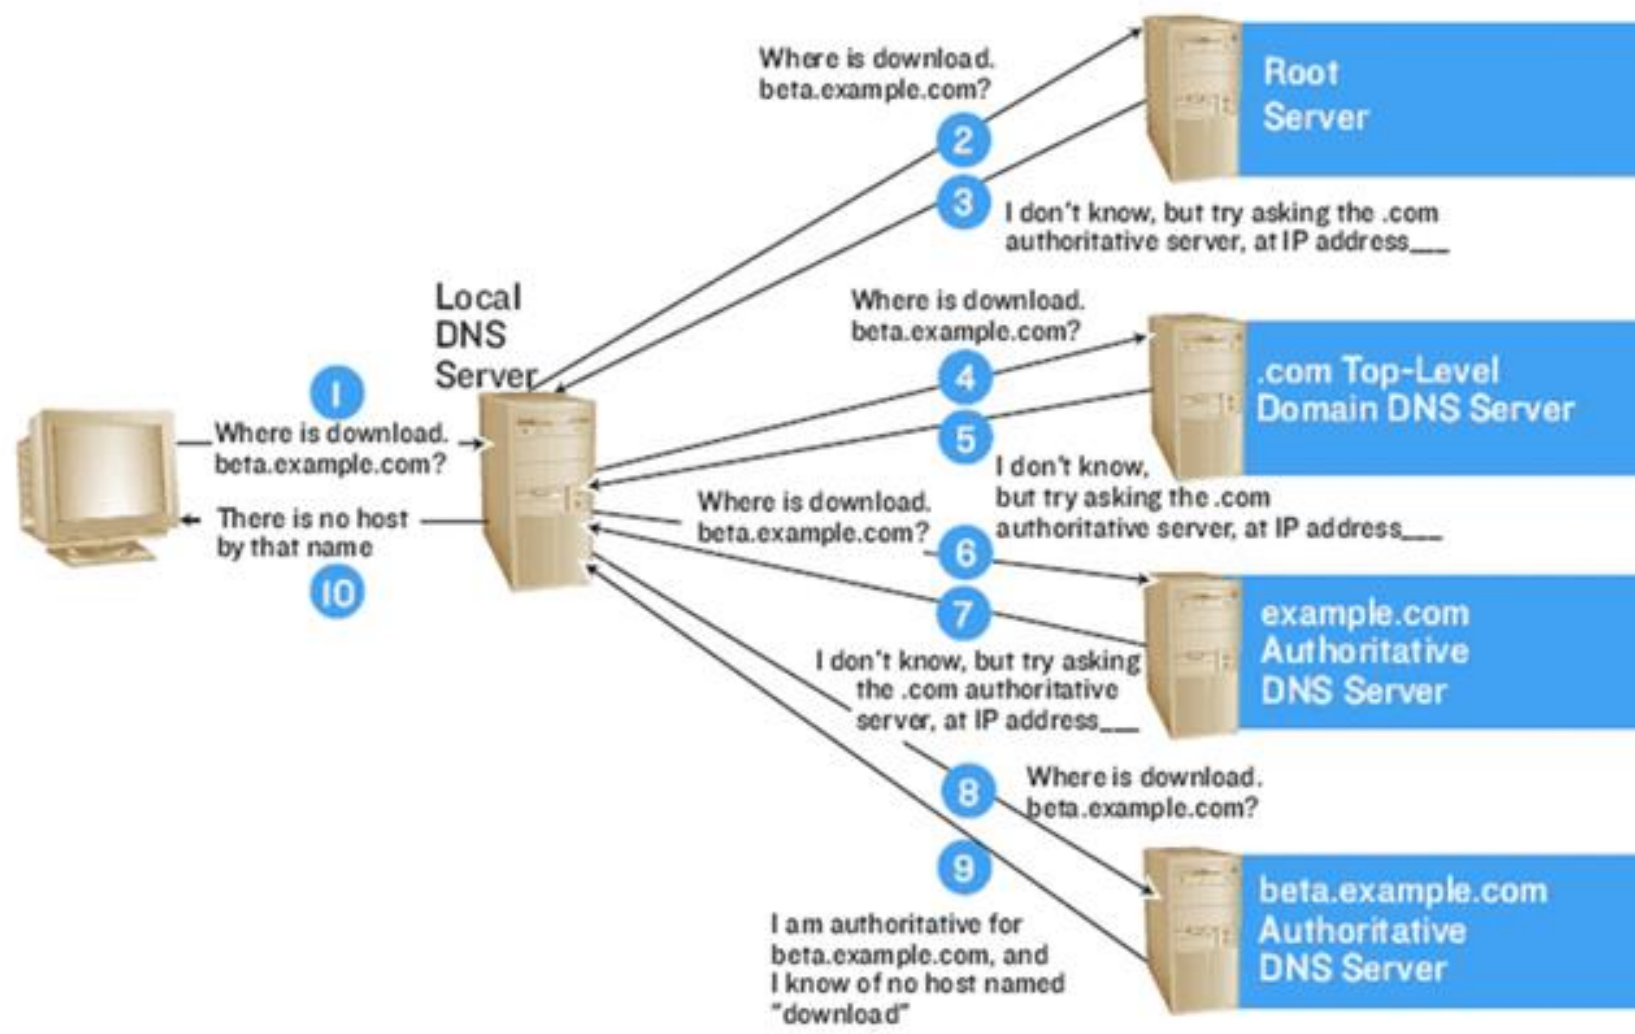 Where is download.
beta.example.com?
2
Root
Server
3
I don't know, but try asking the .com
authoritative server, at IP address___
Local
DNS
Server
Where is download.
beta.example.com?
4
.com Top-Level
Domain DNS Server
5
I don't know,
but try asking the .com
authoritative server, at IP address___
1
Where is download.
beta.example.com?
There is no host
by that name
10
Where is download.
beta.example.com?
6
example.com
Authoritative
DNS Server
7
I don't know, but try asking
the .com authoritative
server, at IP address___
8
Where is download.
beta.example.com?
9
I am authoritative for
beta.example.com, and
I know of no host named
"download"
beta.example.com
Authoritative
DNS Server